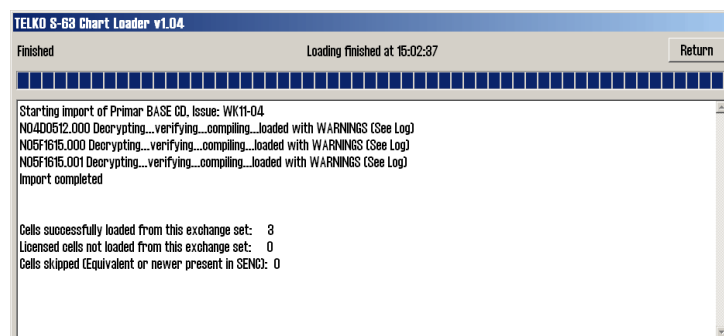 TELKO S-63 Chart Loader v1.04
Finished
Loading finished at 15:02:37
Return
Starting import of Primar BASE CD, Issue: WK11-04
NO4D0512.000 Decrypting...verifying...compiling...loaded with WARNINGS (See Log)
NO5F1615.000 Decrypting...verifying...compiling...loaded with WARNINGS (See Log)
NO5F1615.001 Decrypting...verifying...compiling...loaded with WARNINGS (See Log)
Import completed
Cells successfully loaded from this exchange set: 3
Licensed cells not loaded from this exchange set: 0
Cells skipped (Equivalent or newer present in SENC): 0